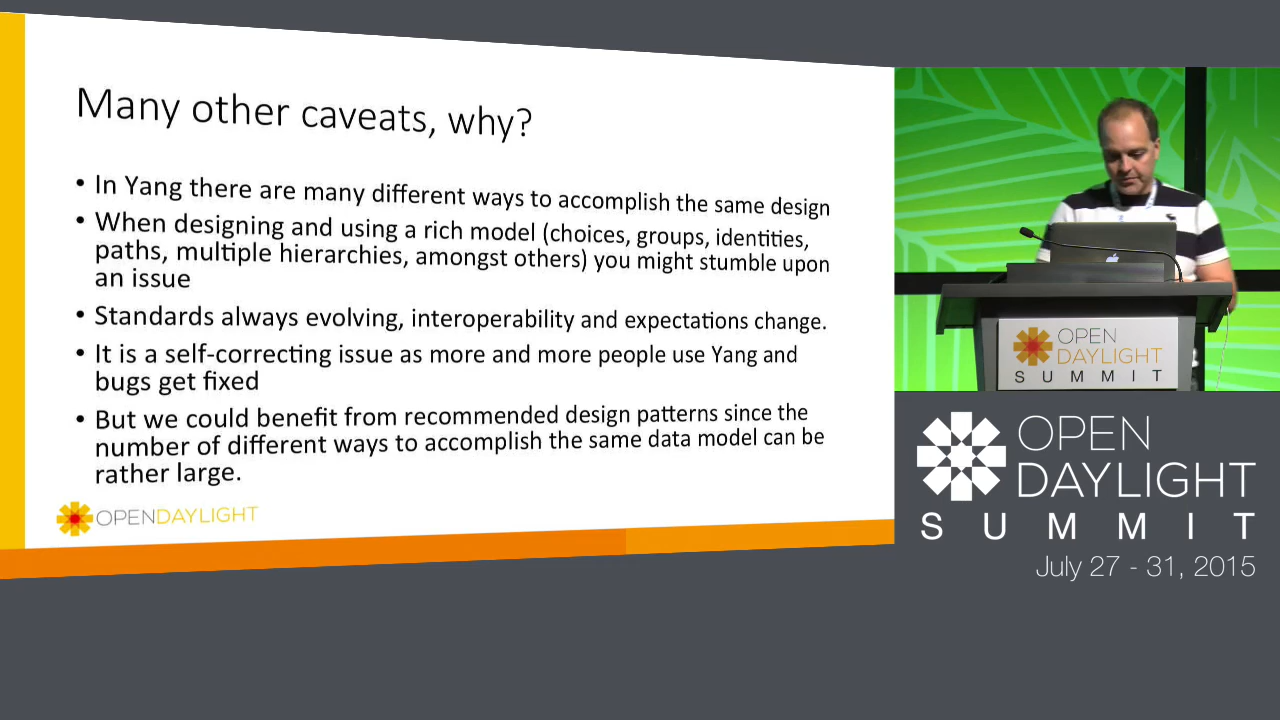 Many other caveats, why?
• In Yang there are many different ways to accomplish the same design
• When designing and using a rich model (choices, groups, identities,
paths, multiple hierarchies, amongst others) you might stumble upon
an issue
• Standards always evolving, interoperability and expectations change.
• It is a self-correcting issue as more and more people use Yang and
bugs get fixed
• But we could benefit from recommended design patterns since the
number of different ways to accomplish the same data model can be
rather large.
OPENDAYLIGHT
OPEN
DAYLIGHT
SUMMIT
OPEN
DAYLIGHT
SUMMIT
July 27 - 31, 2015